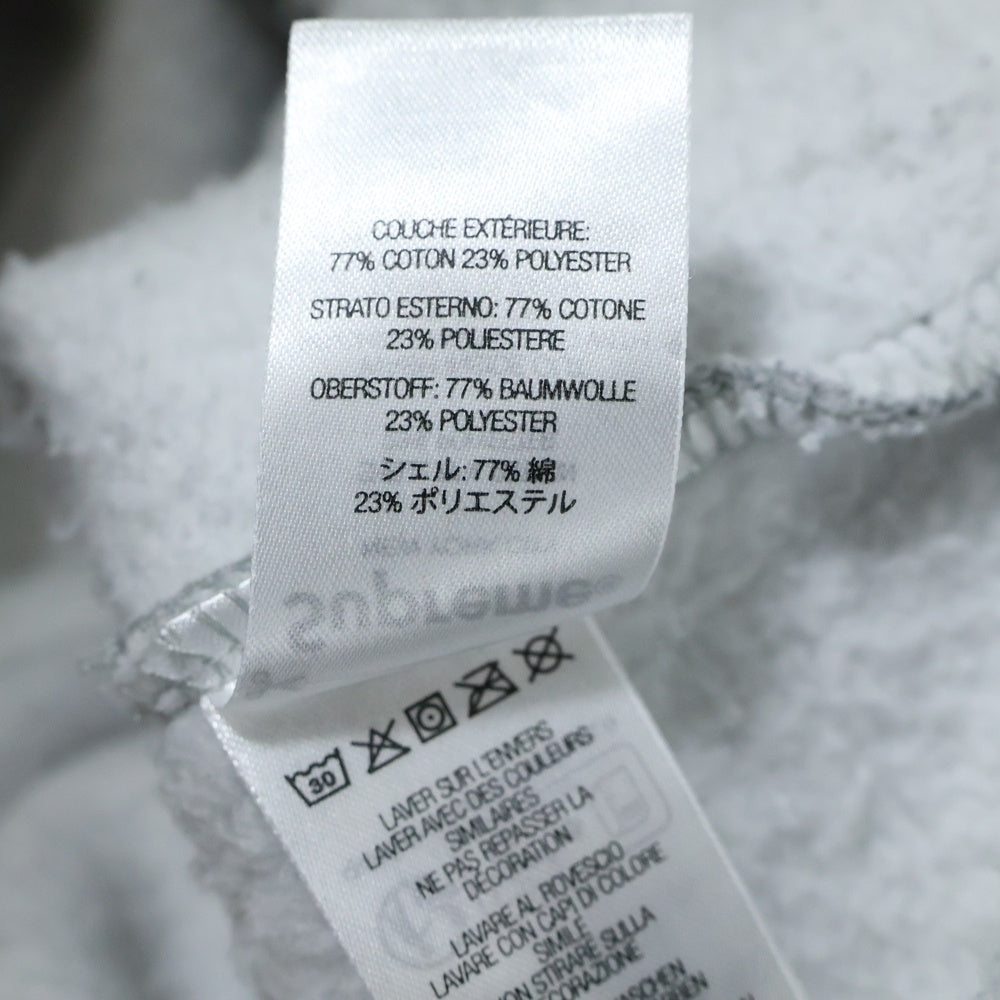 COUCHE EXTÉRIEURE:
77% COTON 23% POLYESTER
STRATO ESTERNO: 77% COTONE
23% POLIESTERE
OBERSTOFF: 77% BAUMWOLLE
23% POLYESTER
シェル: 77% 綿
23% ポリエステル
Supreme
30
LAVER SUR L'ENVERS
LAVER AVEC DES COULEURS
SIMILAIRES
NE PAS REPASSER LA
DÉCORATION
LAVARE AL ROVESCIO
LAVARE CON CAPI DI COLORE
SIMILE
NON STIRARE SULLA
DECORAZIONE